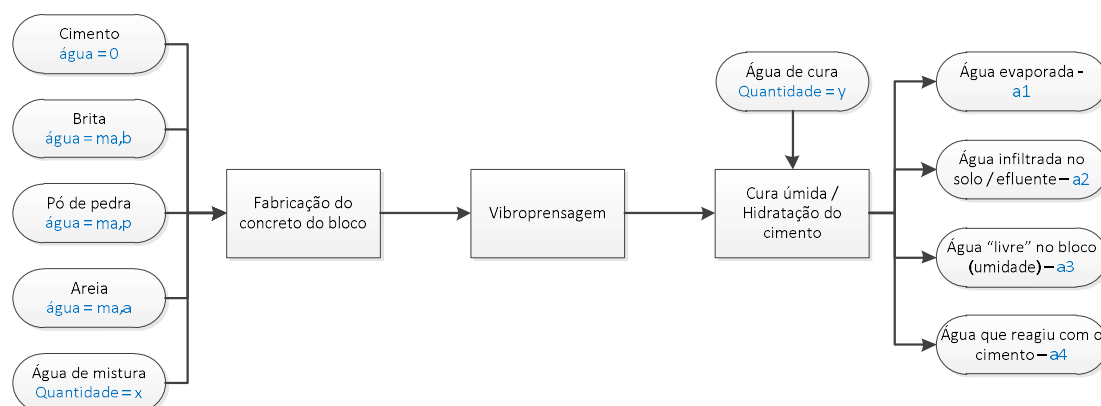 Cimento
água = 0
Brita
água = ma,b
Pó de pedra
água = ma,p
Areia
água = ma,a
Água de mistura
Quantidade = x
Fabricação do
concreto do bloco
Vibroprensagem
Água de cura
Quantidade = y
Cura úmida /
Hidratação do
cimento
Água evaporada –
a1
Água infiltrada no
solo / efluente – a2
Água “livre” no bloco
(umidade) – a3
Água que reagiu com o
cimento – a4